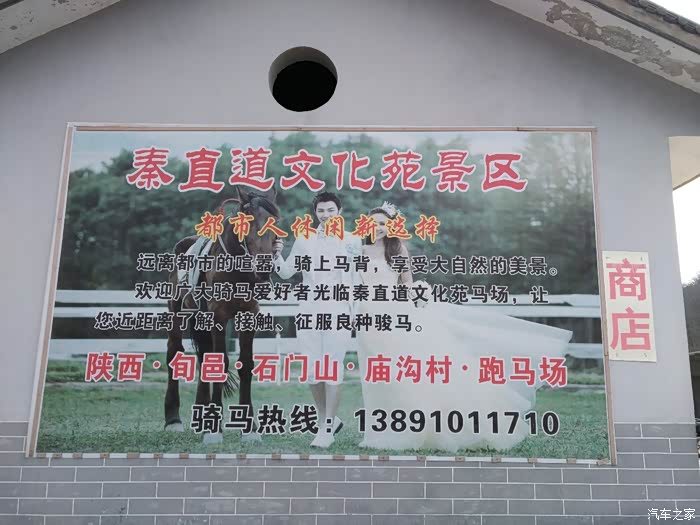 秦直道文化苑景区
都市人休闲新选择
远离都市的喧嚣，骑上马背，享受大自然的美景。
欢迎广大骑马爱好者光临秦直道文化苑马场，让
您近距离了解、接触、征服良种骏马。
陕西·旬邑·石门山·庙沟村·跑马场
骑马热线：13891011710
商店
汽车之家